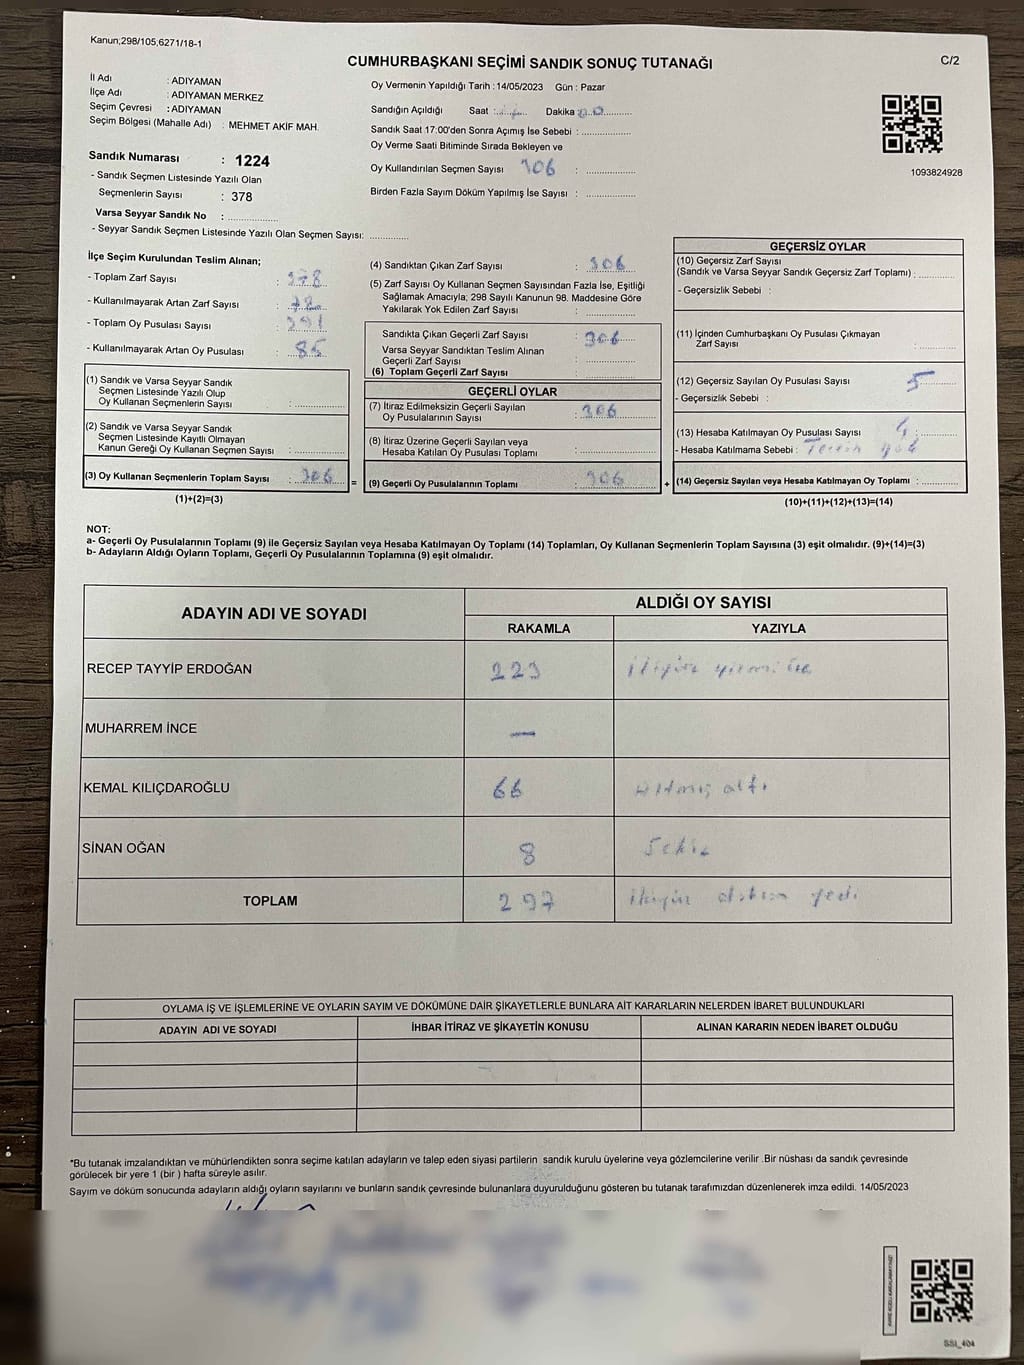 Kanun;298/105,6271/18-1
CUMHURBAŞKANI SEÇİMİ SANDIK SONUÇ TUTANAĞI
C/2
İl Adı : ADIYAMAN
İlçe Adı : ADIYAMAN MERKEZ
Seçim Çevresi : ADIYAMAN
Seçim Bölgesi (Mahalle Adı) : MEHMET AKİF MAH.
Sandık Numarası : 1224
- Sandık Seçmen Listesinde Yazılı Olan
Seçmenlerin Sayısı : 378
Varsa Seyyar Sandık No :
- Seyyar Sandık Seçmen Listesinde Yazılı Olan Seçmen Sayısı:
Oy Vermenin Yapıldığı Tarih : 14/05/2023 Gün : Pazar
Sandığın Açıldığı Saat : Dakika
Sandık Saat 17:00'den Sonra Açımış İse Sebebi :
Oy Verme Saati Bitiminde Sırada Bekleyen ve
Oy Kullandırılan Seçmen Sayısı 306 :
Birden Fazla Sayım Döküm Yapılmış İse Sayısı :
1093824928
İlçe Seçim Kurulundan Teslim Alınan;
- Toplam Zarf Sayısı : 378
- Kullanılmayarak Artan Zarf Sayısı : 72
- Toplam Oy Pusulası Sayısı : 391
- Kullanılmayarak Artan Oy Pusulası : 85
(1) Sandık ve Varsa Seyyar Sandık
Seçmen Listesinde Yazılı Olup
Oy Kullanan Seçmenlerin Sayısı :
(2) Sandık ve Varsa Seyyar Sandık
Seçmen Listesinde Kayıtlı Olmayan
Kanun Gereği Oy Kullanan Seçmen Sayısı :
(3) Oy Kullanan Seçmenlerin Toplam Sayısı : 306 =
(1)+(2)=(3)
(4) Sandıktan Çıkan Zarf Sayısı : 306
(5) Zarf Sayısı Oy Kullanan Seçmen Sayısından Fazla İse, Eşitliği
Sağlamak Amacıyla; 298 Sayılı Kanunun 98. Maddesine Göre
Yakılarak Yok Edilen Zarf Sayısı :
Sandıkta Çıkan Geçerli Zarf Sayısı : 306
Varsa Seyyar Sandıktan Teslim Alınan
Geçerli Zarf Sayısı :
(6) Toplam Geçerli Zarf Sayısı :
GEÇERLİ OYLAR
(7) İtiraz Edilmeksizin Geçerli Sayılan
Oy Pusulalarının Sayısı : 306
(8) İtiraz Üzerine Geçerli Sayılan veya
Hesaba Katılan Oy Pusulası Toplamı :
(9) Geçerli Oy Pusulalarının Toplamı : 306 +
GEÇERSİZ OYLAR
(10) Geçersiz Zarf Sayısı
(Sandık ve Varsa Seyyar Sandık Geçersiz Zarf Toplamı) :
- Geçersizlik Sebebi :
(11) İçinden Cumhurbaşkanı Oy Pusulası Çıkmayan
Zarf Sayısı :
(12) Geçersiz Sayılan Oy Pusulası Sayısı : 5
- Geçersizlik Sebebi :
(13) Hesaba Katılmayan Oy Pusulası Sayısı : 4
- Hesaba Katılmama Sebebi :
(14) Geçersiz Sayılan veya Hesaba Katılmayan Oy Toplamı :
(10)+(11)+(12)+(13)=(14)
NOT:
a- Geçerli Oy Pusulalarının Toplamı (9) ile Geçersiz Sayılan veya Hesaba Katılmayan Oy Toplamı (14) Toplamları, Oy Kullanan Seçmenlerin Toplam Sayısına (3) eşit olmalıdır. (9)+(14)=(3)
b- Adayların Aldığı Oyların Toplamı, Geçerli Oy Pusulalarının Toplamına (9) eşit olmalıdır.
ADAYIN ADI VE SOYADI
ALDIĞI OY SAYISI
RAKAMLA YAZIYLA
RECEP TAYYİP ERDOĞAN 223 ikiyüz yirmi üç
MUHARREM İNCE —
KEMAL KILIÇDAROĞLU 66 Altmış altı
SİNAN OĞAN 8 Sekiz
TOPLAM 297 ikiyüz doksan yedi
OYLAMA İŞ VE İŞLEMLERİNE VE OYLARIN SAYIM VE DÖKÜMÜNE DAİR ŞİKAYETLERLE BUNLARA AİT KARARLARIN NELERDEN İBARET BULUNDUKLARI
ADAYIN ADI VE SOYADI İHBAR İTİRAZ VE ŞİKAYETİN KONUSU ALINAN KARARIN NEDEN İBARET OLDUĞU
*Bu tutanak imzalandıktan ve mühürlendikten sonra seçime katılan adayların ve talep eden siyasi partilerin sandık kurulu üyelerine veya gözlemcilerine verilir .Bir nüshası da sandık çevresinde
görülecek bir yere 1 (bir ) hafta süreyle asılır.
Sayım ve döküm sonucunda adayların aldığı oyların sayılarını ve bunların sandık çevresinde bulunanlara duyurulduğunu gösteren bu tutanak tarafımızdan düzenlenerek imza edildi. 14/05/2023
SSI_404